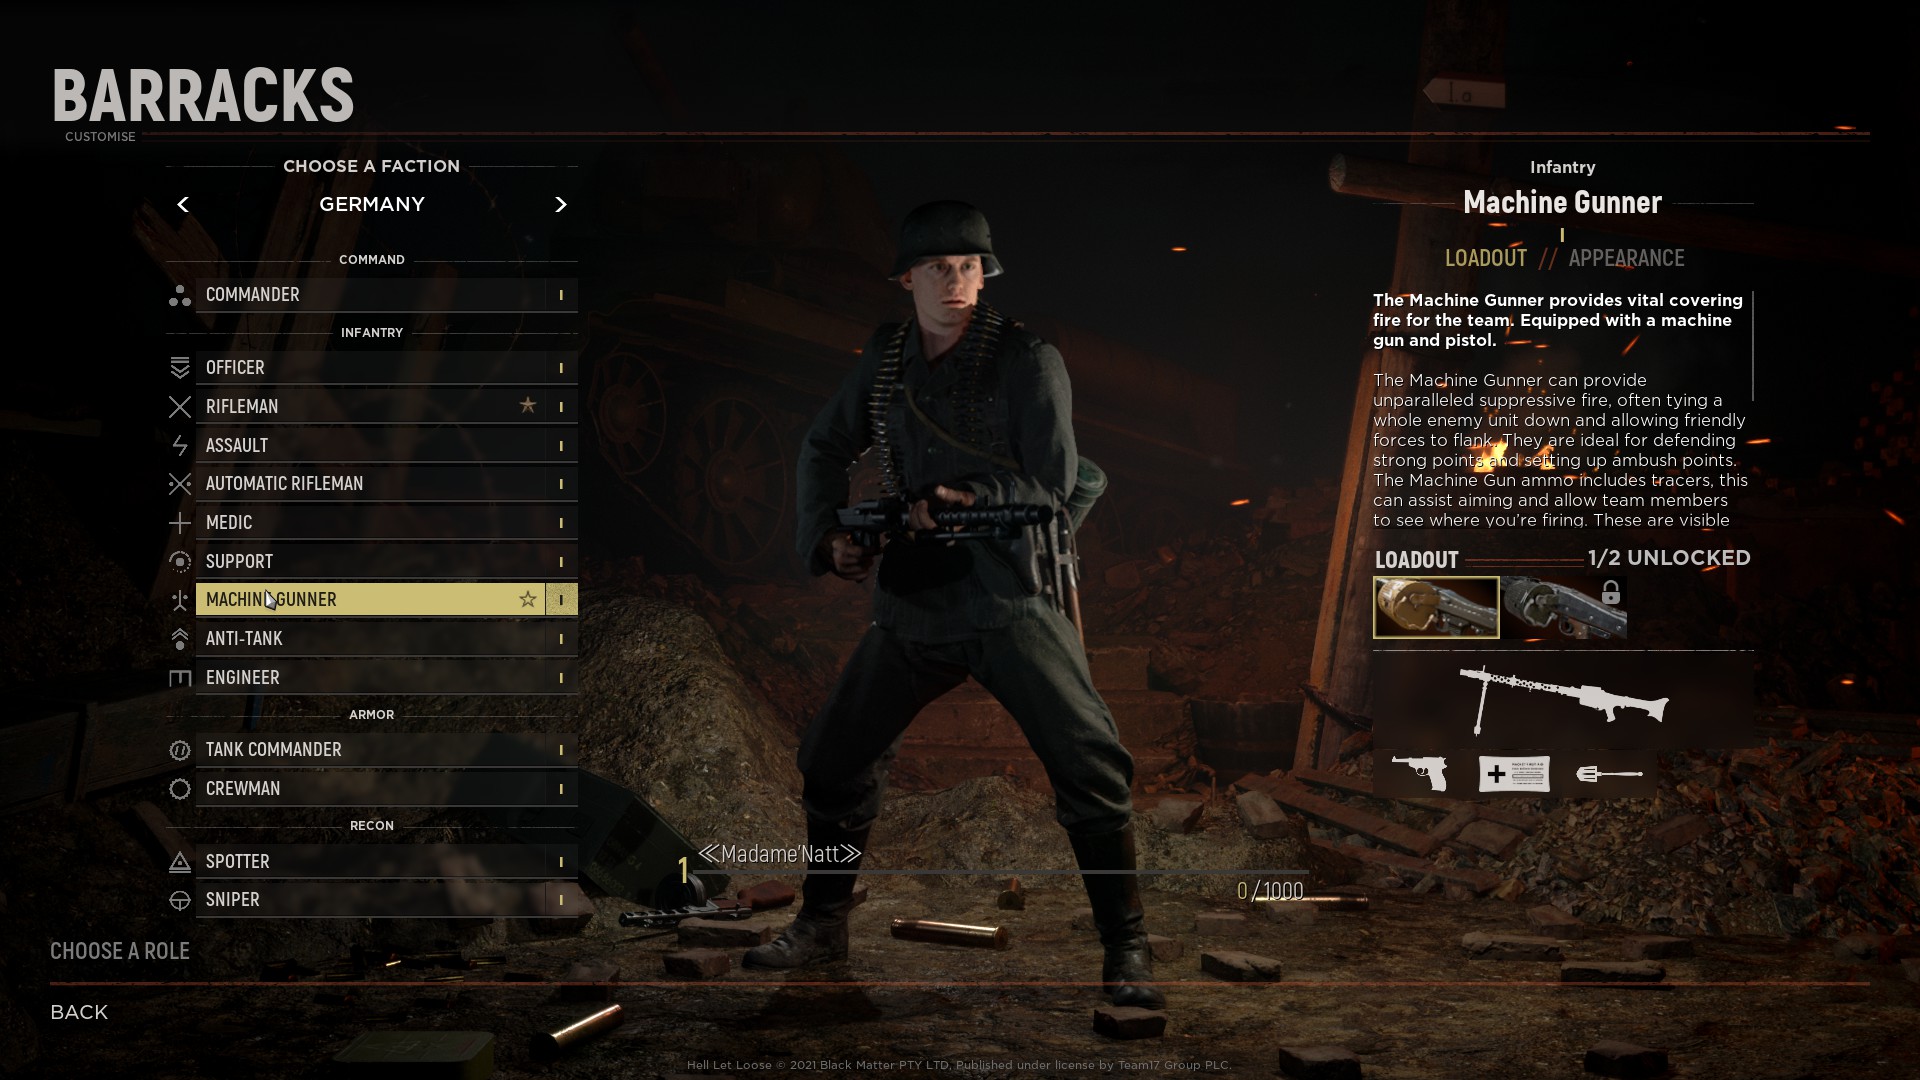 BARRACKS
CUSTOMISE
CHOOSE A FACTION
GERMANY
COMMAND
COMMANDER I
INFANTRY
OFFICER I
RIFLEMAN I
ASSAULT I
AUTOMATIC RIFLEMAN I
MEDIC I
SUPPORT I
MACHINE GUNNER I
ANTI-TANK I
ENGINEER I
ARMOR
TANK COMMANDER I
CREWMAN I
RECON
SPOTTER I
SNIPER I
CHOOSE A ROLE
BACK
1 ≪Madame'Natt≫
0/1000
Infantry
Machine Gunner
I
LOADOUT // APPEARANCE
The Machine Gunner provides vital covering
fire for the team. Equipped with a machine
gun and pistol.
The Machine Gunner can provide
unparalleled suppressive fire, often tying a
whole enemy unit down and allowing friendly
forces to flank. They are ideal for defending
strong points and setting up ambush points.
The Machine Gun ammo includes tracers, this
can assist aiming and allow team members
to see where you're firing. These are visible
LOADOUT 1/2 UNLOCKED
Hell Let Loose © 2021 Black Matter PTY LTD, Published under license by Team17 Group PLC.